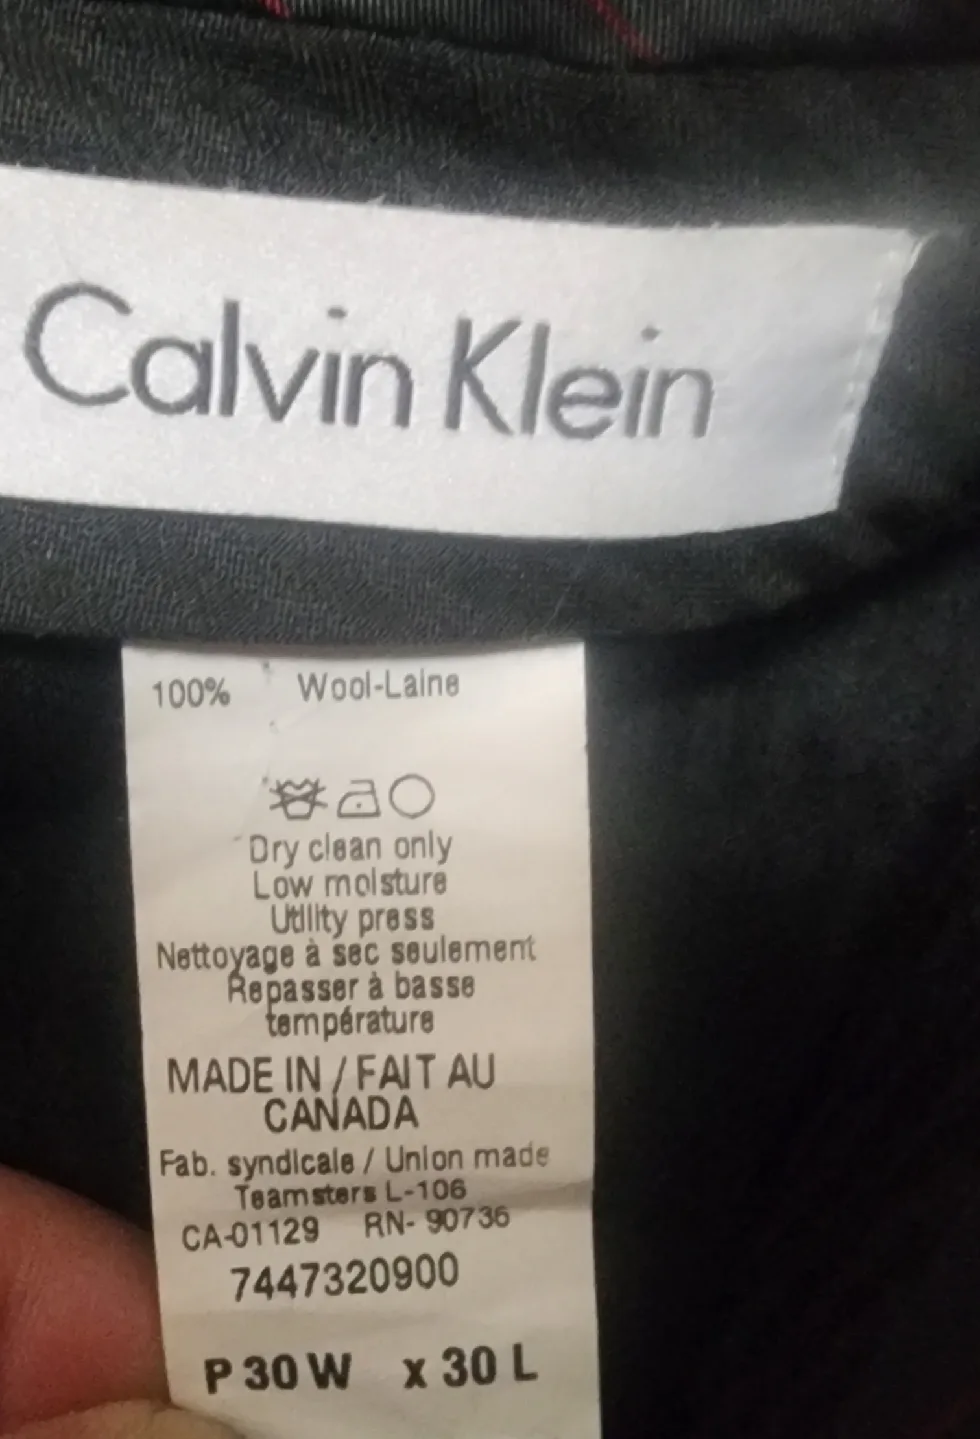 Calvin Klein
100% Wool-Laine
Dry clean only
Low moisture
Utility press
Nettoyage à sec seulement
Repasser à basse
température
MADE IN / FAIT AU
CANADA
Fab. syndicale / Union made
Teamsters L-106
CA-01129 RN- 90736
7447320900
P 30 W x 30 L